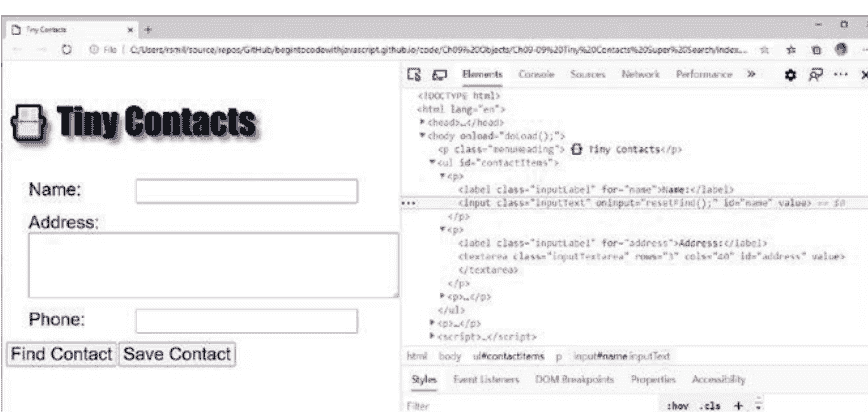 Tiny Contacts
File | C:/Users/rsmil/source/repos/GitHub/begintocodewithjavascript.github.io/code/Ch09%20Objects/Ch09-09%20Tiny%20Contacts%20Super%20Search/index...
Tiny Contacts
Name:
Address:
Phone:
Find Contact Save Contact
Elements Console Sources Network Performance »
<!DOCTYPE html>
<html lang="en">
<head>…</head>
<body onload="doLoad();">
<p class="menuHeading"> Tiny Contacts</p>
<ul id="contactItems">
<p>
<label class="inputLabel" for="name">Name:</label>
<input class="inputText" oninput="resetFind();" id="name" value> == $0
</p>
<p>
<label class="inputLabel" for="address">Address:</label>
<textarea class="inputTextarea" rows="3" cols="40" id="address" value>
</textarea>
</p>
<p>…</p>
</ul>
<p>…</p>
<script>…</script>
html body ul#contactItems p input#name.inputText
Styles Event Listeners DOM Breakpoints Properties Accessibility
Filter :hov .cls +